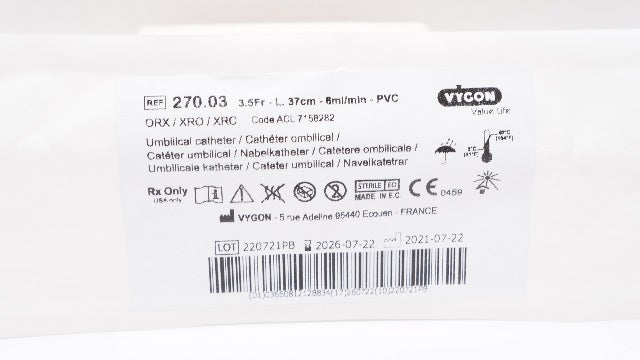 REF 270.03 3.5Fr - L. 37cm - 6ml/min - PVC
VYGON
Value Life
ORX / XRO / XRC Code ACL 7158282
Umbilical catheter / Cathéter ombilical /
Catéter umbilical / Nabelkatheter / Catetere ombelicale /
Umbilicale katheter / Cateter umbilical / Navelkatetrar
Rx Only
USA only
STERILE EO
MADE IN E.C.
CE 0459
VYGON - 5 rue Adeline 95440 Ecouen - FRANCE
LOT 220721PB 2026-07-22 2021-07-22